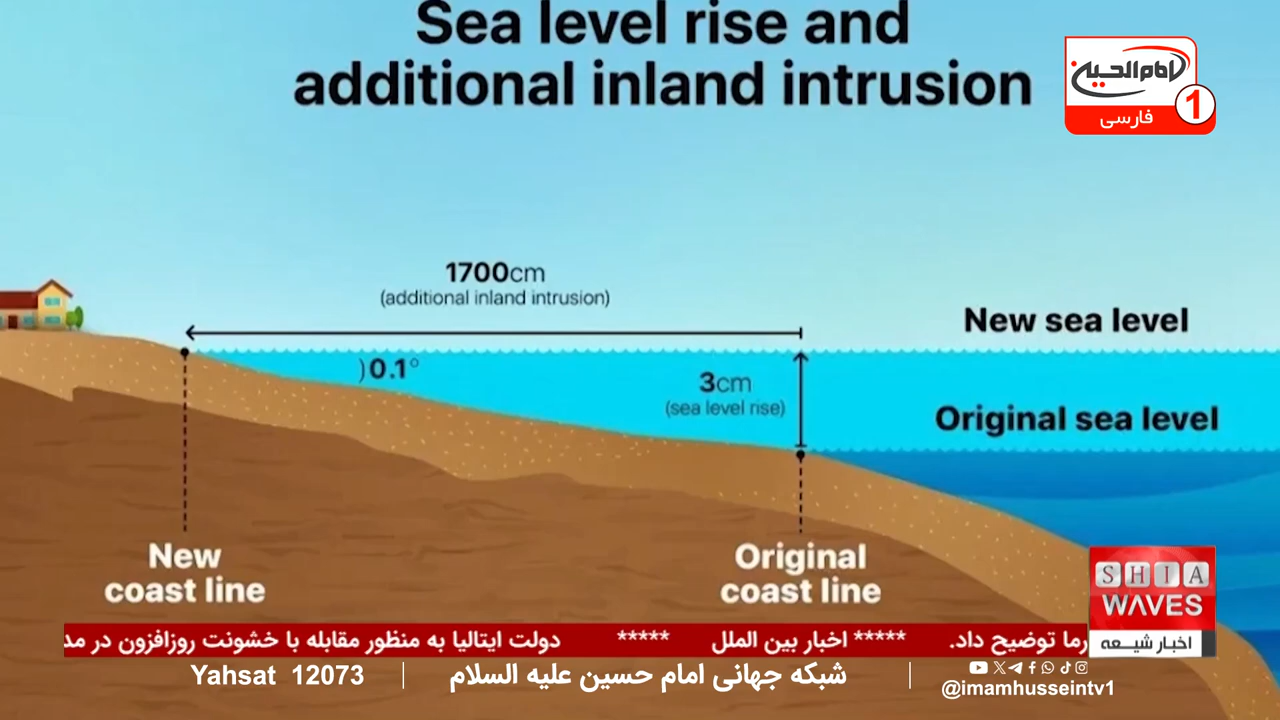 Sea level rise and
additional inland intrusion
امام الحسین
1
فارسی
1700cm
(additional inland intrusion)
New sea level
0.1°
3cm
(sea level rise)
Original sea level
New
coast line
Original
coast line
SHIA
WAVES
اخبار شیعه
رما توضیح داد. ***** اخبار بین الملل ***** دولت ایتالیا به منظور مقابله با خشونت روزافزون در مد
Yahsat 12073
شبکه جهانی امام حسین علیه السلام
@imamhusseintv1